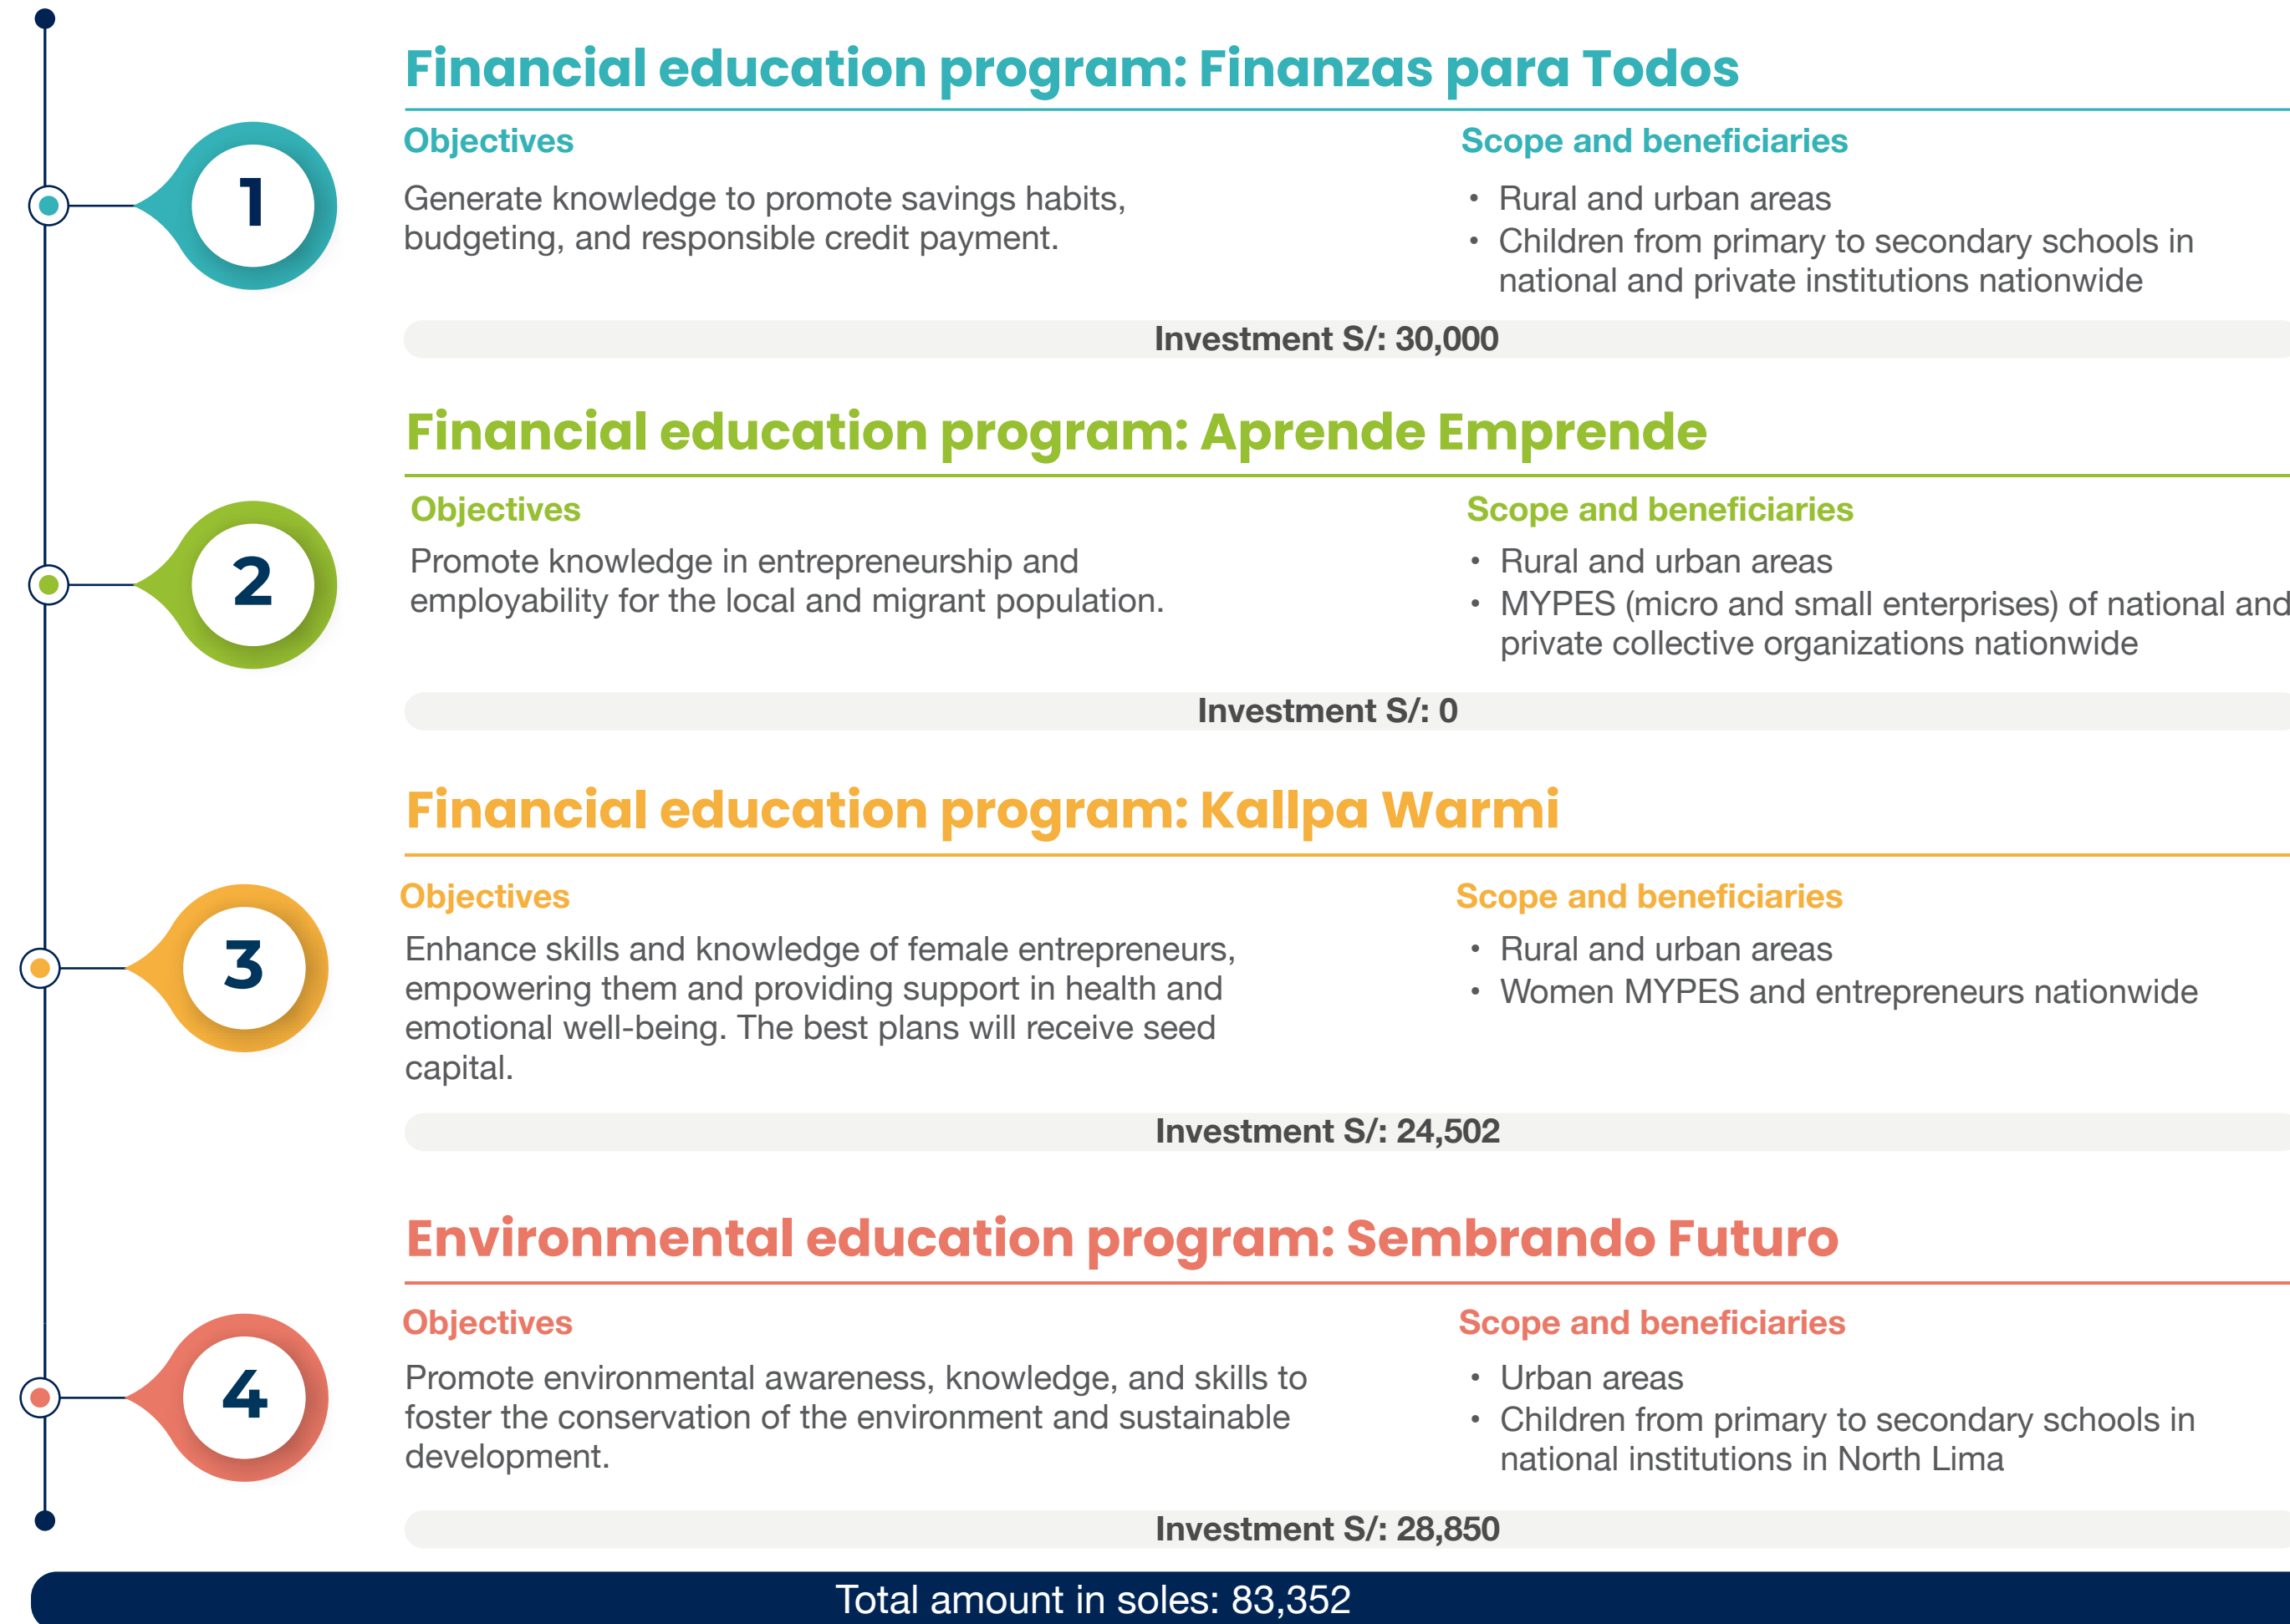 Financial education program: Finanzas para Todos
1
Objectives
Generate knowledge to promote savings habits,
budgeting, and responsible credit payment.
Scope and beneficiaries
• Rural and urban areas
• Children from primary to secondary schools in
national and private institutions nationwide
Investment S/: 30,000
Financial education program: Aprende Emprende
2
Objectives
Promote knowledge in entrepreneurship and
employability for the local and migrant population.
Scope and beneficiaries
• Rural and urban areas
• MYPES (micro and small enterprises) of national and
private collective organizations nationwide
Investment S/: 0
Financial education program: Kallpa Warmi
3
Objectives
Enhance skills and knowledge of female entrepreneurs,
empowering them and providing support in health and
emotional well-being. The best plans will receive seed
capital.
Scope and beneficiaries
• Rural and urban areas
• Women MYPES and entrepreneurs nationwide
Investment S/: 24,502
Environmental education program: Sembrando Futuro
4
Objectives
Promote environmental awareness, knowledge, and skills to
foster the conservation of the environment and sustainable
development.
Scope and beneficiaries
• Urban areas
• Children from primary to secondary schools in
national institutions in North Lima
Investment S/: 28,850
Total amount in soles: 83,352